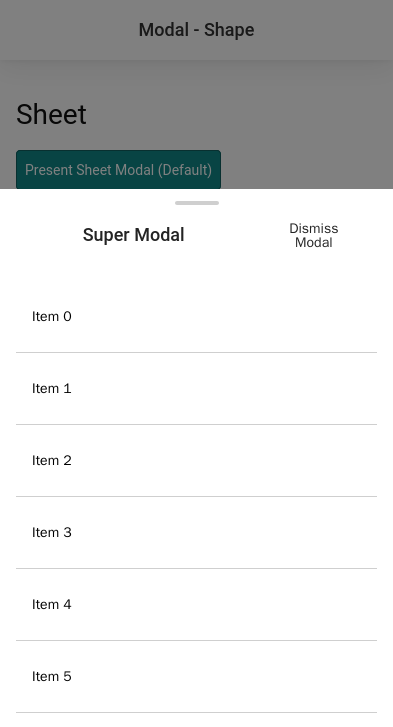 Modal - Shape
Sheet
Present Sheet Modal (Default)
Super Modal
Dismiss
Modal
Item 0
Item 1
Item 2
Item 3
Item 4
Item 5